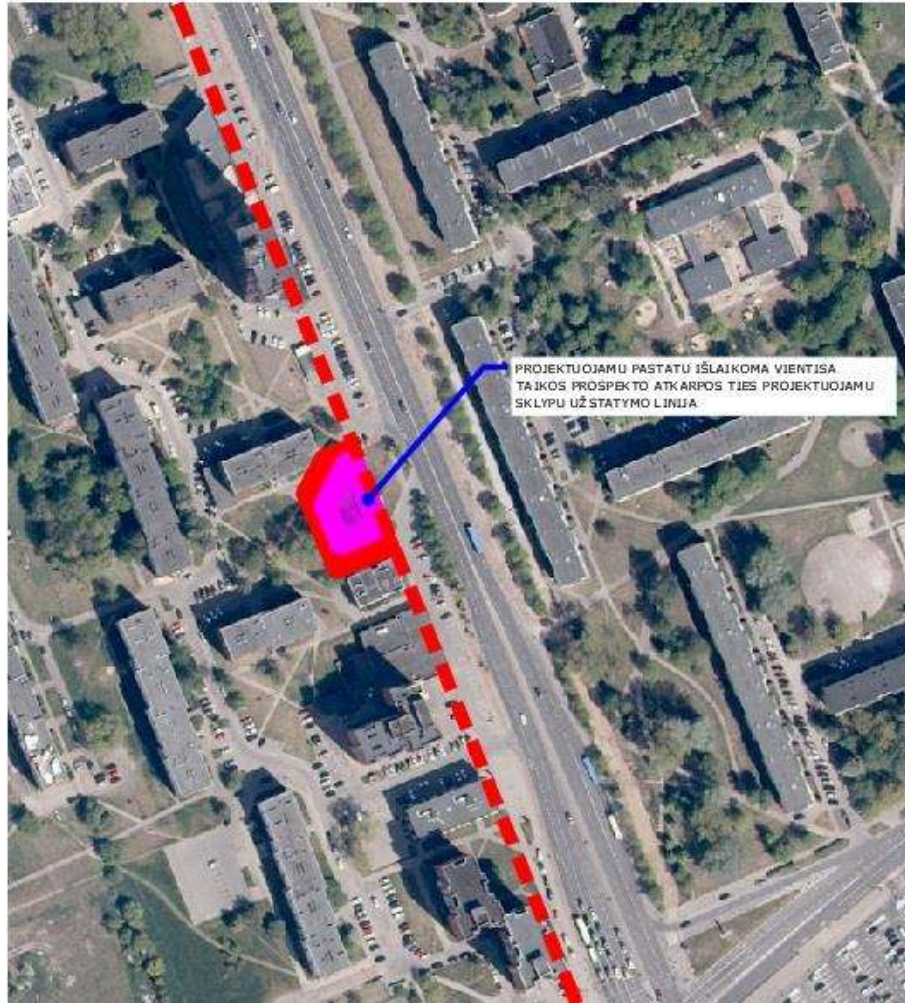 PROJEKTUOJAMU PASTATU IŠLAIKOMA VIENTISA
TAIKOS PROSPEKTO ATKARPOS TIES PROJEKTUOJAMU
SKLYPU UŽSTATYMO LINIJA